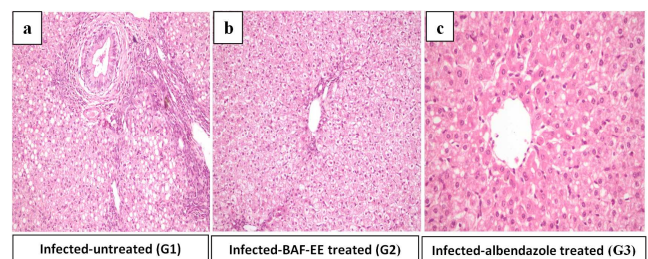 a
b
c
Infected-untreated (G1)
Infected-BAF-EE treated (G2)
Infected-albendazole treated (G3)